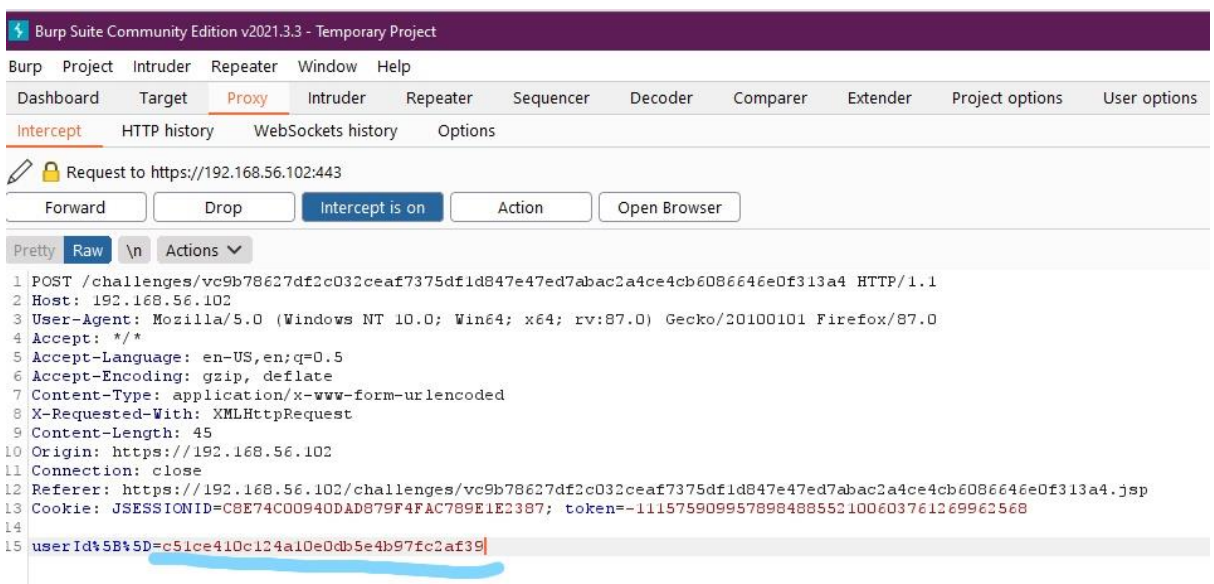 Burp Suite Community Edition v2021.3.3 - Temporary Project
Burp Project Intruder Repeater Window Help
Dashboard Target Proxy Intruder Repeater Sequencer Decoder Comparer Extender Project options User options
Intercept HTTP history WebSockets history Options
Request to https://192.168.56.102:443
Forward Drop Intercept is on Action Open Browser
Pretty Raw \n Actions
1 POST /challenges/vc9b78627df2c032ceaf7375df1d847e47ed7abac2a4ce4cb6086646e0f313a4 HTTP/1.1
2 Host: 192.168.56.102
3 User-Agent: Mozilla/5.0 (Windows NT 10.0; Win64; x64; rv:87.0) Gecko/20100101 Firefox/87.0
4 Accept: */*
5 Accept-Language: en-US,en;q=0.5
6 Accept-Encoding: gzip, deflate
7 Content-Type: application/x-www-form-urlencoded
8 X-Requested-With: XMLHttpRequest
9 Content-Length: 45
10 Origin: https://192.168.56.102
11 Connection: close
12 Referer: https://192.168.56.102/challenges/vc9b78627df2c032ceaf7375df1d847e47ed7abac2a4ce4cb6086646e0f313a4.jsp
13 Cookie: JSESSIONID=C8E74C00940DAD879F4FAC789E1E2387; token=-111575909957898488552100603761269962568
14
15 userId%5B%5D=c51ce410c124a10e0db5e4b97fc2af39